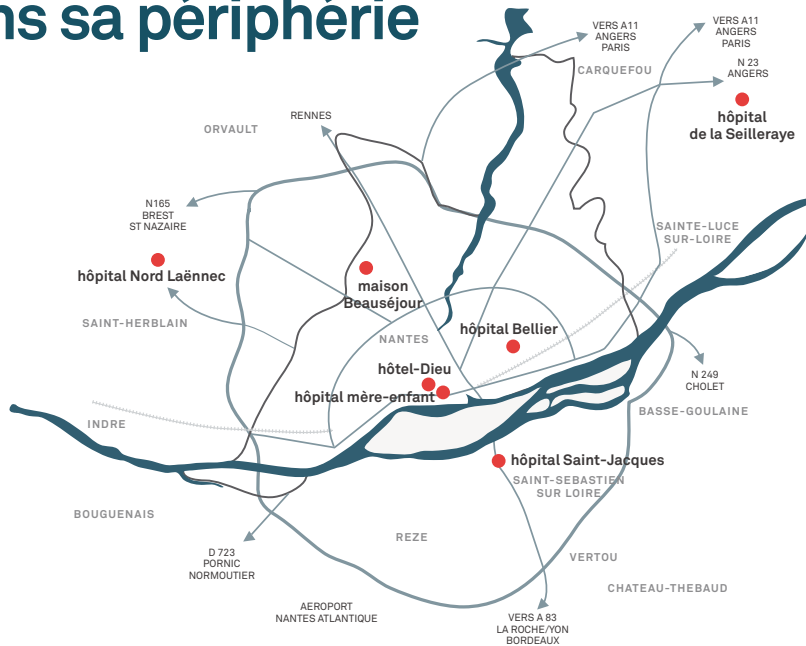 ns sa périphérie
VERS A11
ANGERS
PARIS
VERS A11
ANGERS
PARIS
CARQUEFOU
N 23
ANGERS
hôpital
de la Seilleraye
RENNES
ORVAULT
N165
BREST
ST NAZAIRE
SAINTE-LUCE
SUR-LOIRE
hôpital Nord Laënnec
maison
Beauséjour
SAINT-HERBLAIN
hôpital Bellier
NANTES
hôtel-Dieu
N 249
CHOLET
hôpital mère-enfant
BASSE-GOULAINE
INDRE
hôpital Saint-Jacques
SAINT-SEBASTIEN
SUR LOIRE
BOUGUENAIS
REZE
VERTOU
D 723
PORNIC
NORMOUTIER
CHATEAU-THEBAUD
AEROPORT
NANTES ATLANTIQUE
VERS A 83
LA ROCHE/YON
BORDEAUX